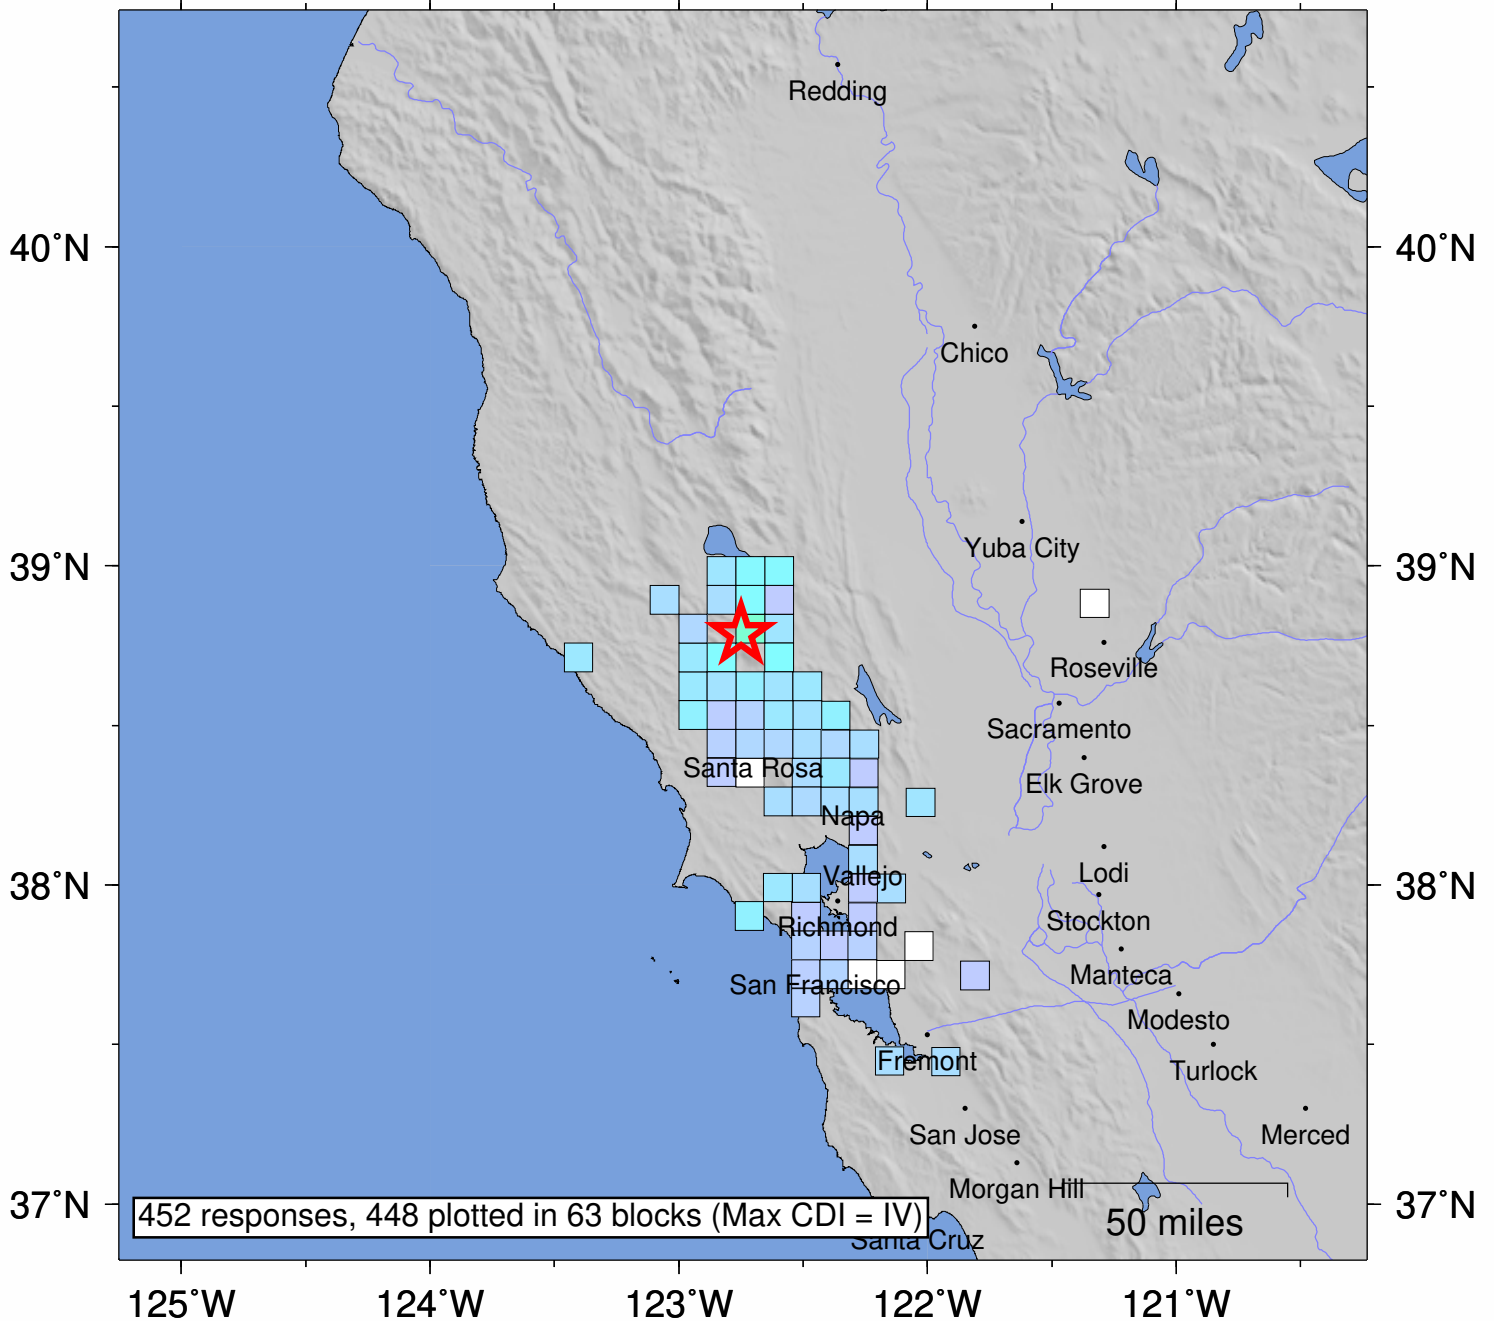 Redding
40°N
40°N
Chico
Yuba City
39°N
39°N
Roseville
Sacramento
Santa Rosa
Elk Grove
Napa
Lodi
38°N
Vallejo
38°N
Stockton
Richmond
Manteca
San Francisco
Modesto
Fremont
Turlock
San Jose
Merced
Morgan Hill
37°N
37°N
452 responses, 448 plotted in 63 blocks (Max CDI = IV)
50 miles
Santa Cruz
125°W
124°W
123°W
122°W
121°W